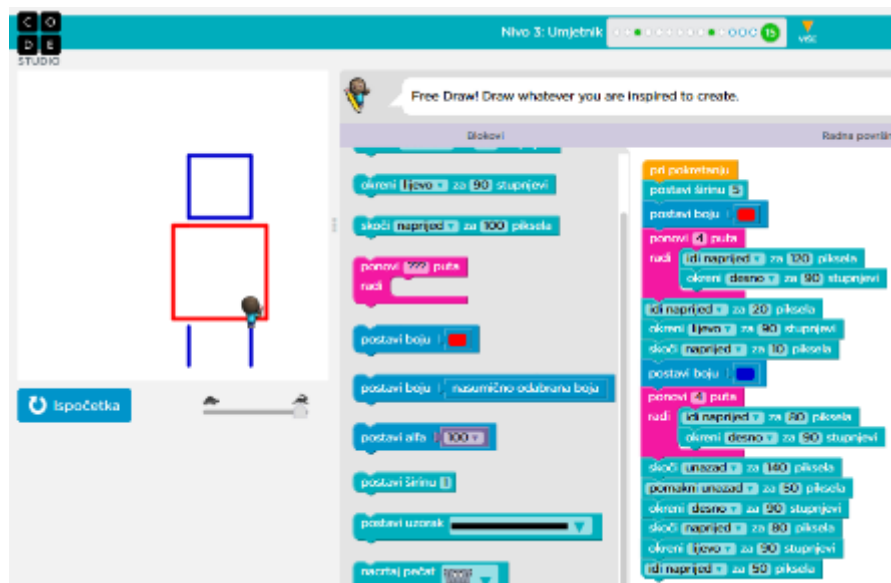 CODE
STUDIO
Nivo 3: Umjetnik
15
VIŠE
Free Draw! Draw whatever you are inspired to create.
Ispočetka
Blokovi
okreni lijevo za 90 stupnjevi
skoči naprijed za 100 piksela
ponovi ??? puta
radi
postavi boju
postavi boju nasumično odabrana boja
postavi alfa 100
postavi širinu 1
postavi uzorak
nacrtaj pečat
Radna površin
pri pokretanju
postavi širinu 5
postavi boju
ponovi 4 puta
radi idi naprijed za 120 piksela
okreni desno za 90 stupnjevi
idi naprijed za 20 piksela
okreni lijevo za 90 stupnjevi
skoči naprijed za 10 piksela
postavi boju
ponovi 4 puta
radi idi naprijed za 80 piksela
okreni desno za 90 stupnjevi
skoči unazad za 140 piksela
pomakni unazad za 50 piksela
okreni desno za 90 stupnjevi
skoči naprijed za 80 piksela
okreni lijevo za 90 stupnjevi
idi naprijed za 50 piksela